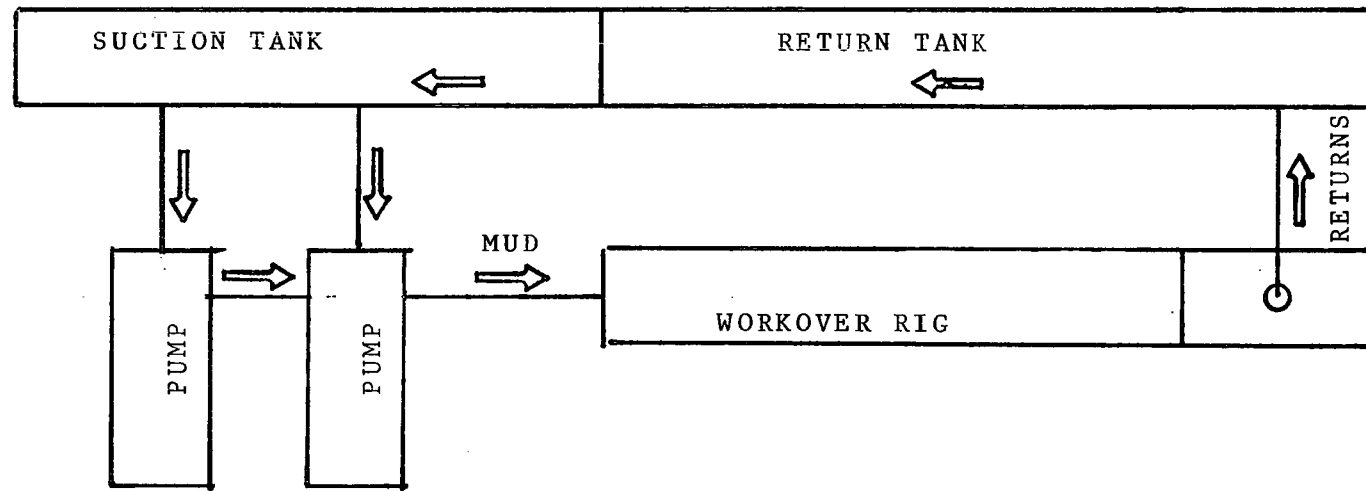 SUCTION TANK
RETURN TANK
RETURNS
MUD
PUMP
PUMP
WORKOVER RIG